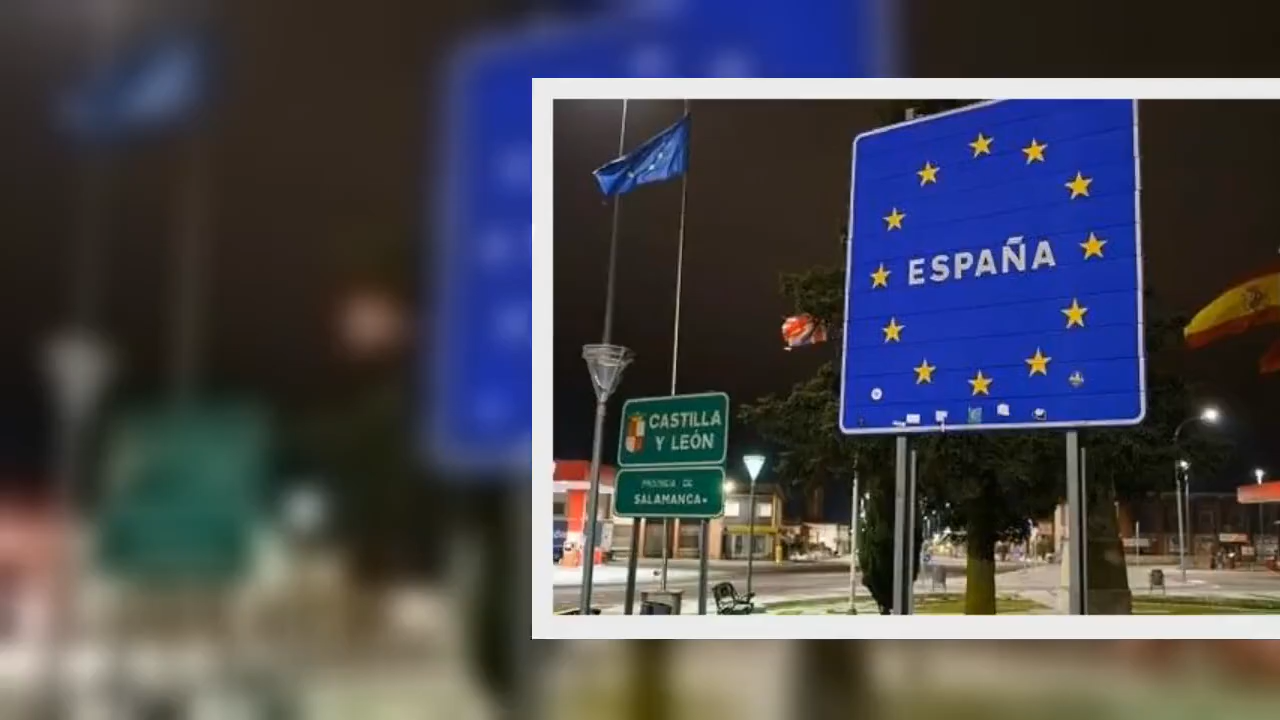 ESPAÑA
CASTILLA
Y LEÓN
PROVINCIA DE
SALAMANCA